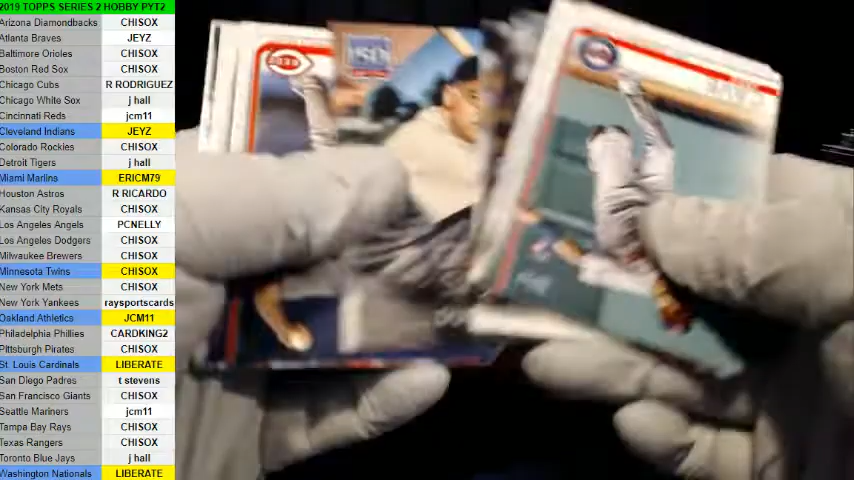 2019 TOPPS SERIES 2 HOBBY PYT2
Arizona Diamondbacks CHISOX
Atlanta Braves JEYZ
Baltimore Orioles CHISOX
Boston Red Sox CHISOX
Chicago Cubs R RODRIGUEZ
Chicago White Sox j hall
Cincinnati Reds jcm11
Cleveland Indians JEYZ
Colorado Rockies CHISOX
Detroit Tigers j hall
Miami Marlins ERICM79
Houston Astros R RICARDO
Kansas City Royals CHISOX
Los Angeles Angels PCNELLY
Los Angeles Dodgers CHISOX
Milwaukee Brewers CHISOX
Minnesota Twins CHISOX
New York Mets CHISOX
New York Yankees raysportscards
Oakland Athletics JCM11
Philadelphia Phillies CARDKING2
Pittsburgh Pirates CHISOX
St. Louis Cardinals LIBERATE
San Diego Padres t stevens
San Francisco Giants CHISOX
Seattle Mariners jcm11
Tampa Bay Rays CHISOX
Texas Rangers CHISOX
Toronto Blue Jays j hall
Washington Nationals LIBERATE
150